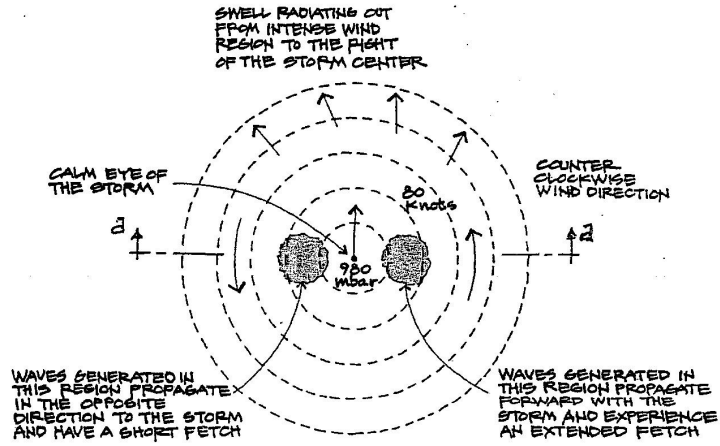 SWELL RADIATING OUT
FROM INTENSE WIND
REGION TO THE RIGHT
OF THE STORM CENTER
CALM EYE OF
THE STORM
COUNTER
CLOCKWISE
WIND DIRECTION
80
Knots
a
a
930
mbar
WAVES GENERATED IN
THIS REGION PROPAGATE
IN THE OPPOSITE
DIRECTION TO THE STORM
AND HAVE A SHORT FETCH
WAVES GENERATED IN
THIS REGION PROPAGATE
FORWARD WITH THE
STORM AND EXPERIENCE
AN EXTENDED FETCH